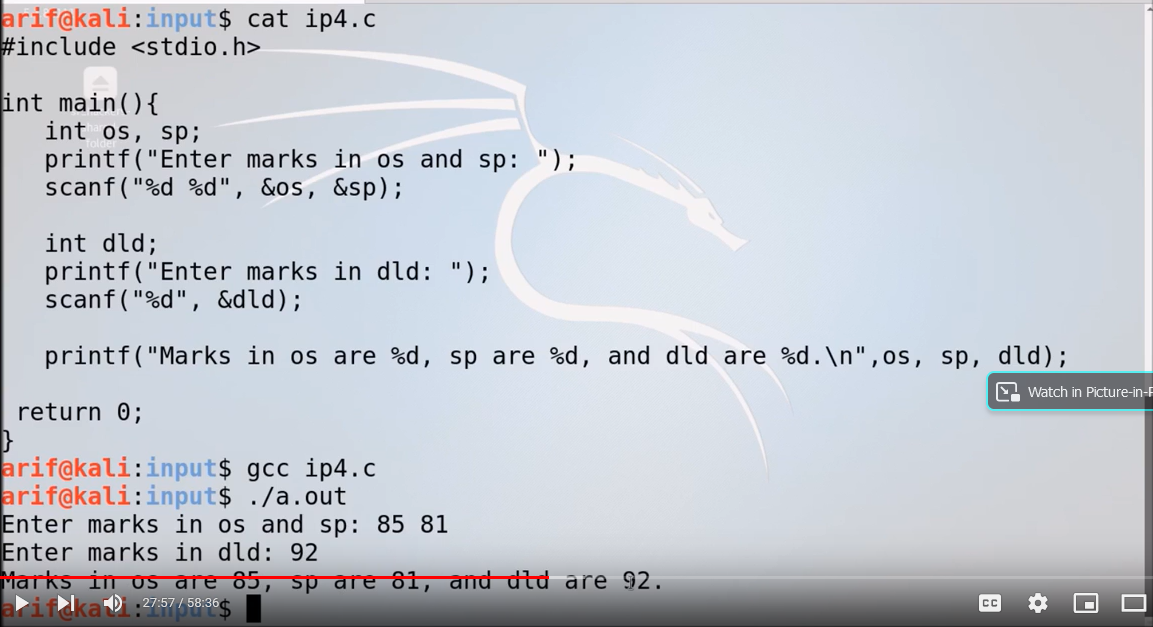 arif@kali:input$ cat ip4.c
#include <stdio.h>
int main(){
int os, sp;
printf("Enter marks in os and sp: ");
scanf("%d %d", &os, &sp);
int dld;
printf("Enter marks in dld: ");
scanf("%d", &dld);
printf("Marks in os are %d, sp are %d, and dld are %d.\n",os, sp, dld);
Watch in Picture-in-P
return 0;
}
arif@kali:input$ gcc ip4.c
arif@kali:input$ ./a.out
Enter marks in os and sp: 85 81
Enter marks in dld: 92
Marks in os are 85, sp are 81, and dld are 92.
27:57 / 58:36
CC
arif@kali:input$